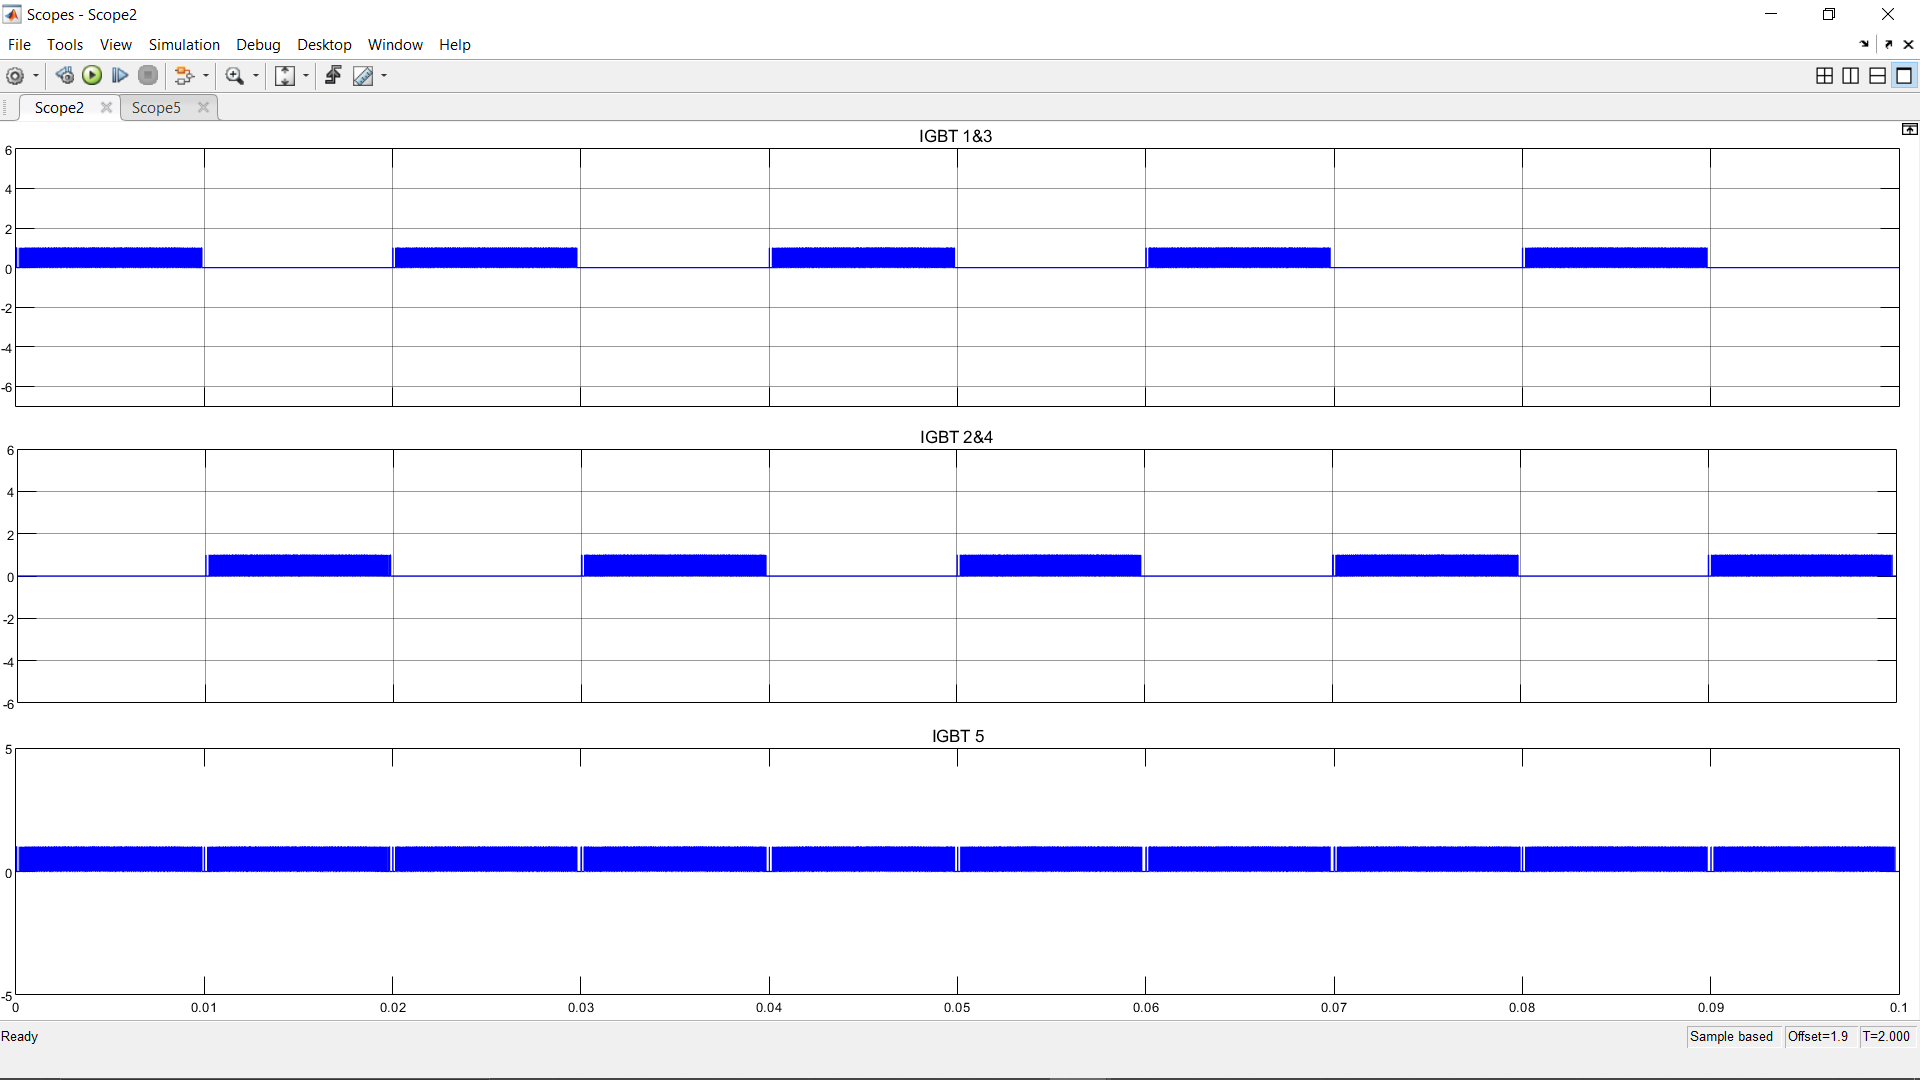 Scopes - Scope2
File Tools View Simulation Debug Desktop Window Help
Scope2 Scope5
IGBT 1&3
6
4
2
0
-2
-4
-6
IGBT 2&4
6
4
2
0
-2
-4
-6
IGBT 5
5
0
-5
0 0.01 0.02 0.03 0.04 0.05 0.06 0.07 0.08 0.09 0.1
Ready Sample based Offset=1.9 T=2.000